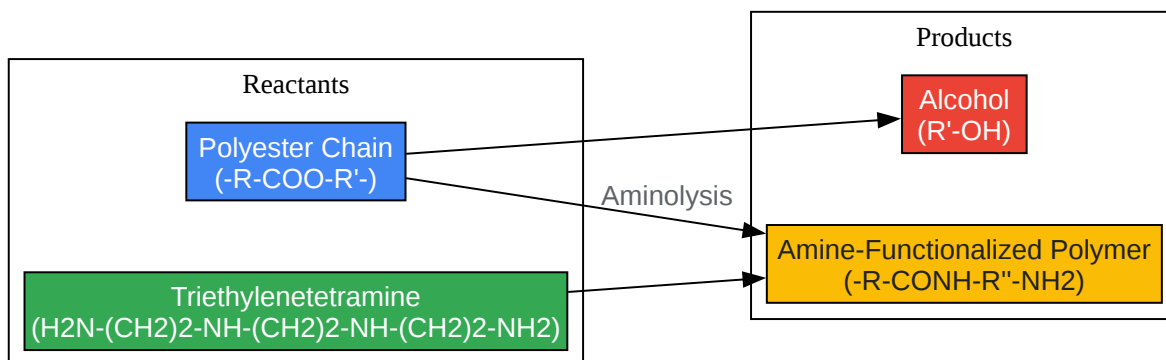 Reactants
Polyester Chain
(-R-COO-R'-)
Triethylenetetramine
(H2N-(CH2)2-NH-(CH2)2-NH-(CH2)2-NH2)
Aminolysis
Products
Alcohol
(R'-OH)
Amine-Functionalized Polymer
(-R-CONH-R''-NH2)